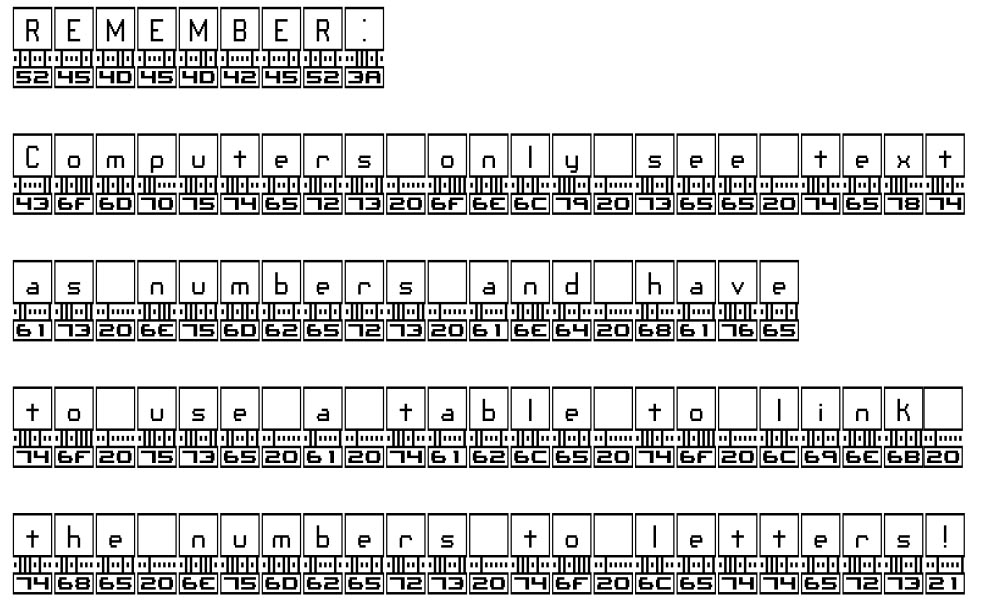 REMEMBER:
52 45 4D 45 4D 42 45 52 3A
Computers only see text
43 6F 6D 70 75 74 65 72 73 20 6F 6E 6C 79 20 73 65 65 20 74 65 78 74
as numbers and have
61 73 20 6E 75 6D 62 65 72 73 20 61 6E 64 20 68 61 76 65
to use a table to link
74 6F 20 75 73 65 20 61 20 74 61 62 6C 65 20 74 6F 20 6C 69 6E 6B 20
the numbers to letters!
74 68 65 20 6E 75 6D 62 65 72 73 20 74 6F 20 6C 65 74 74 65 72 73 21